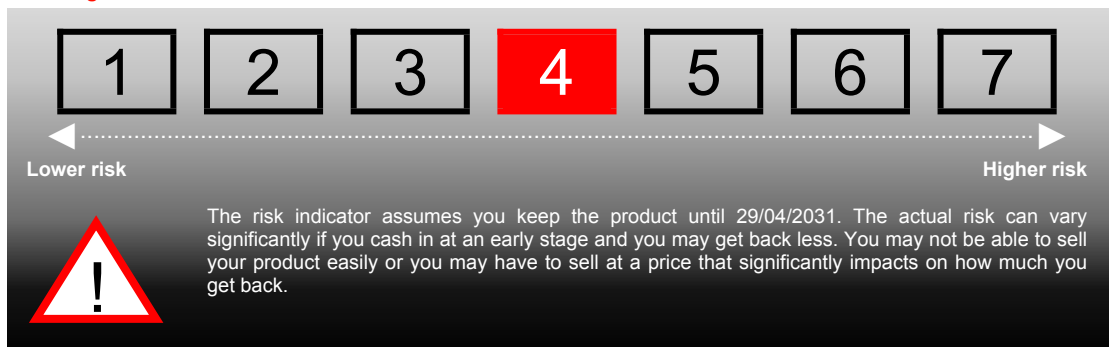 1 2 3 4 5 6 7
Lower risk Higher risk
The risk indicator assumes you keep the product until 29/04/2031. The actual risk can vary
significantly if you cash in at an early stage and you may get back less. You may not be able to sell
your product easily or you may have to sell at a price that significantly impacts on how much you
get back.
!